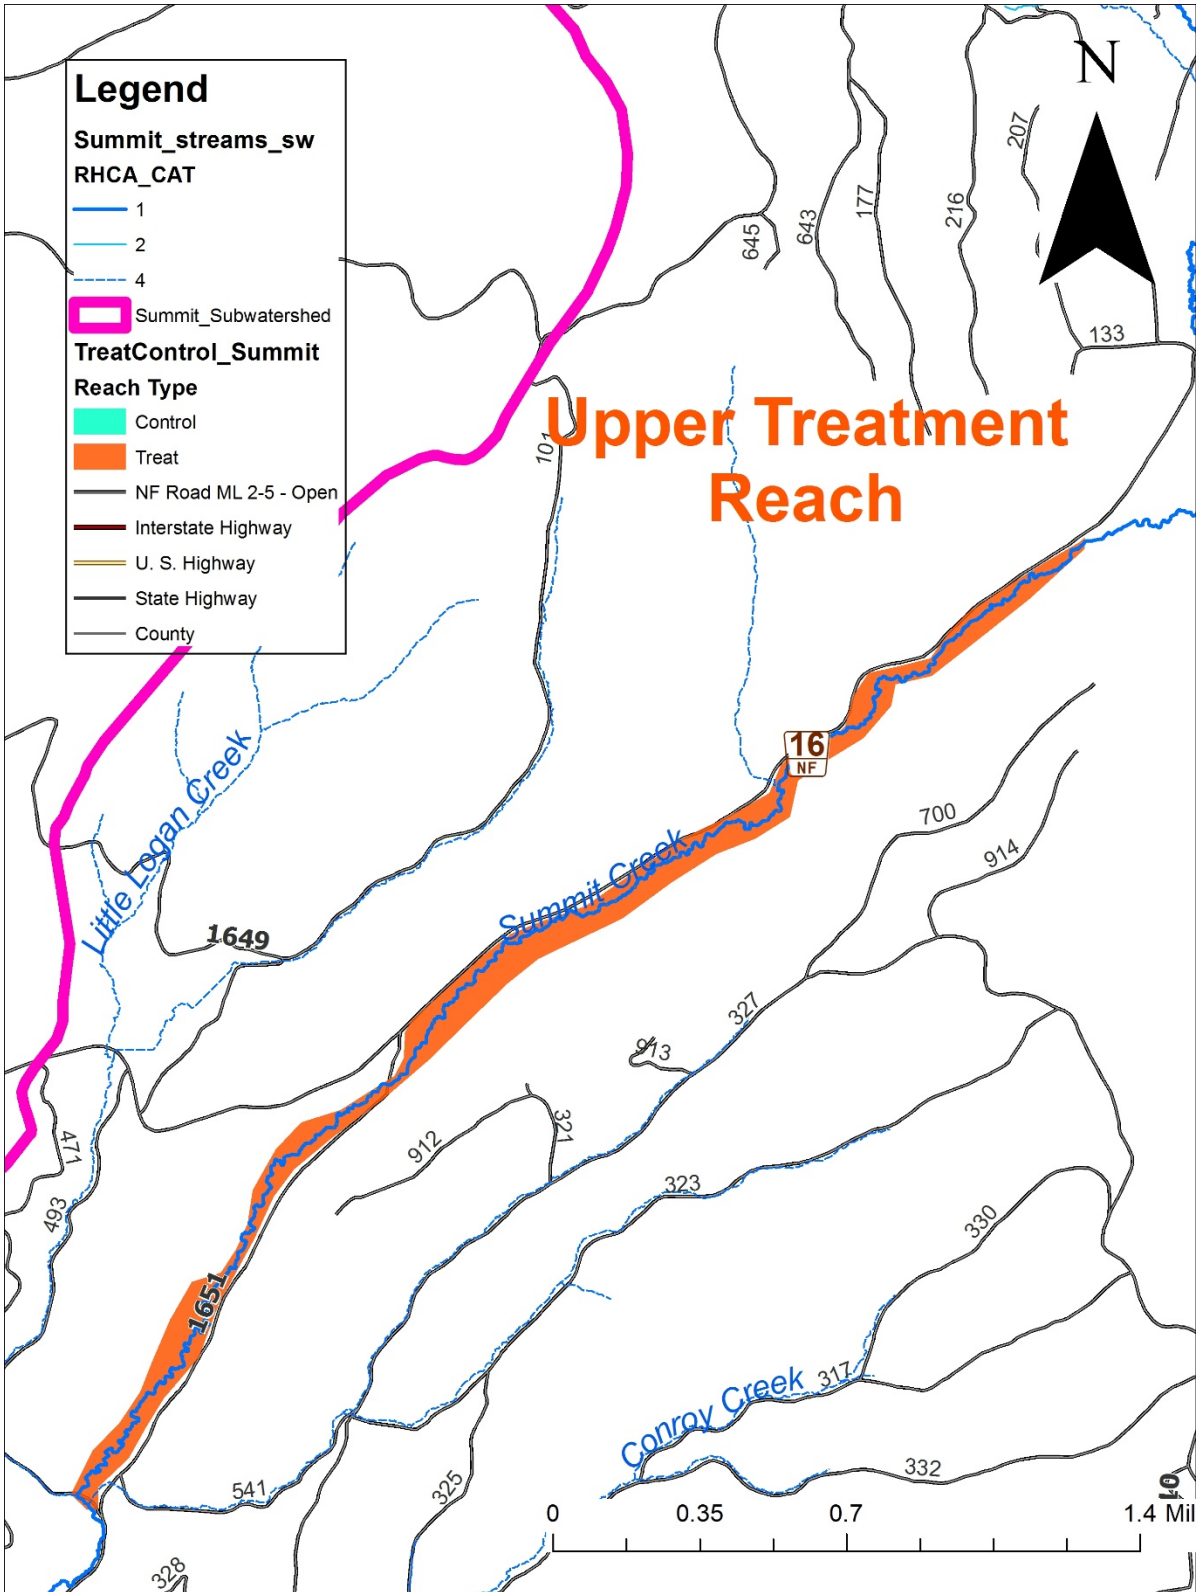 Legend
Summit_streams_sw
RHCA_CAT
1
2
4
Summit_Subwatershed
TreatControl_Summit
Reach Type
Control
Treat
NF Road ML 2-5 - Open
Interstate Highway
U. S. Highway
State Highway
County
N
207
177
216
643
645
133
101
Upper Treatment
Reach
16
NF
Little Logan Creek
Summit Creek
700
914
1649
327
913
321
912
471
493
323
330
1651
317
Conroy Creek
332
541
325
328
0
0.35
0.7
1.4 Mil